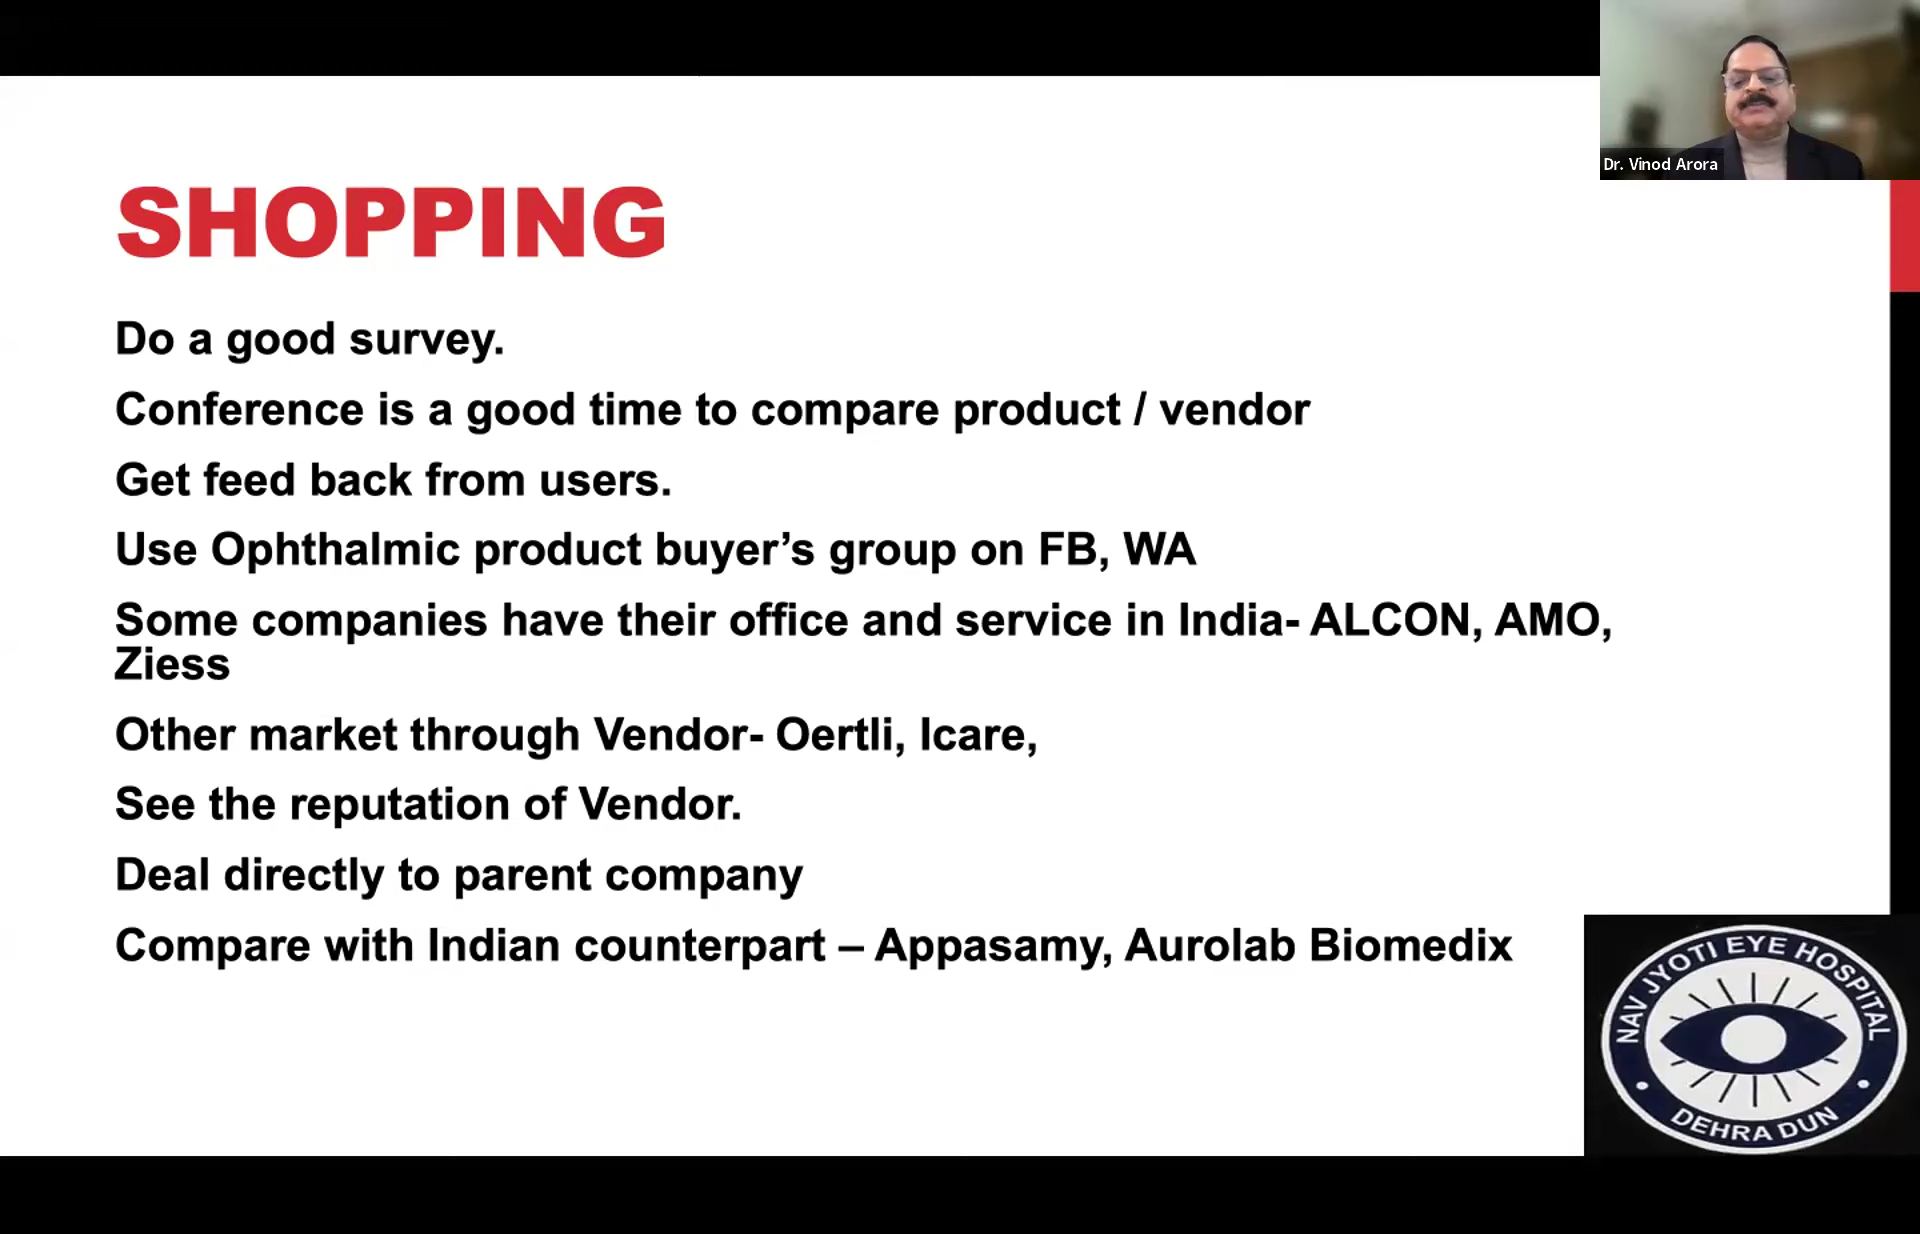 Dr. Vinod Arora
SHOPPING
Do a good survey.
Conference is a good time to compare product / vendor
Get feed back from users.
Use Ophthalmic product buyer’s group on FB, WA
Some companies have their office and service in India- ALCON, AMO,
Ziess
Other market through Vendor- Oertli, Icare,
See the reputation of Vendor.
Deal directly to parent company
Compare with Indian counterpart – Appasamy, Aurolab Biomedix
NAV JYOTI EYE HOSPITAL
DEHRA DUN